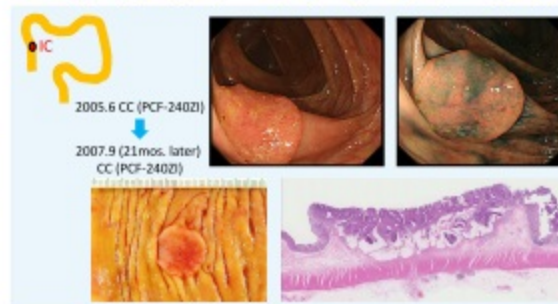 IC
2005.6 CC (PCF-240ZI)
2007.9 (21mos. later)
CC (PCF-240ZI)